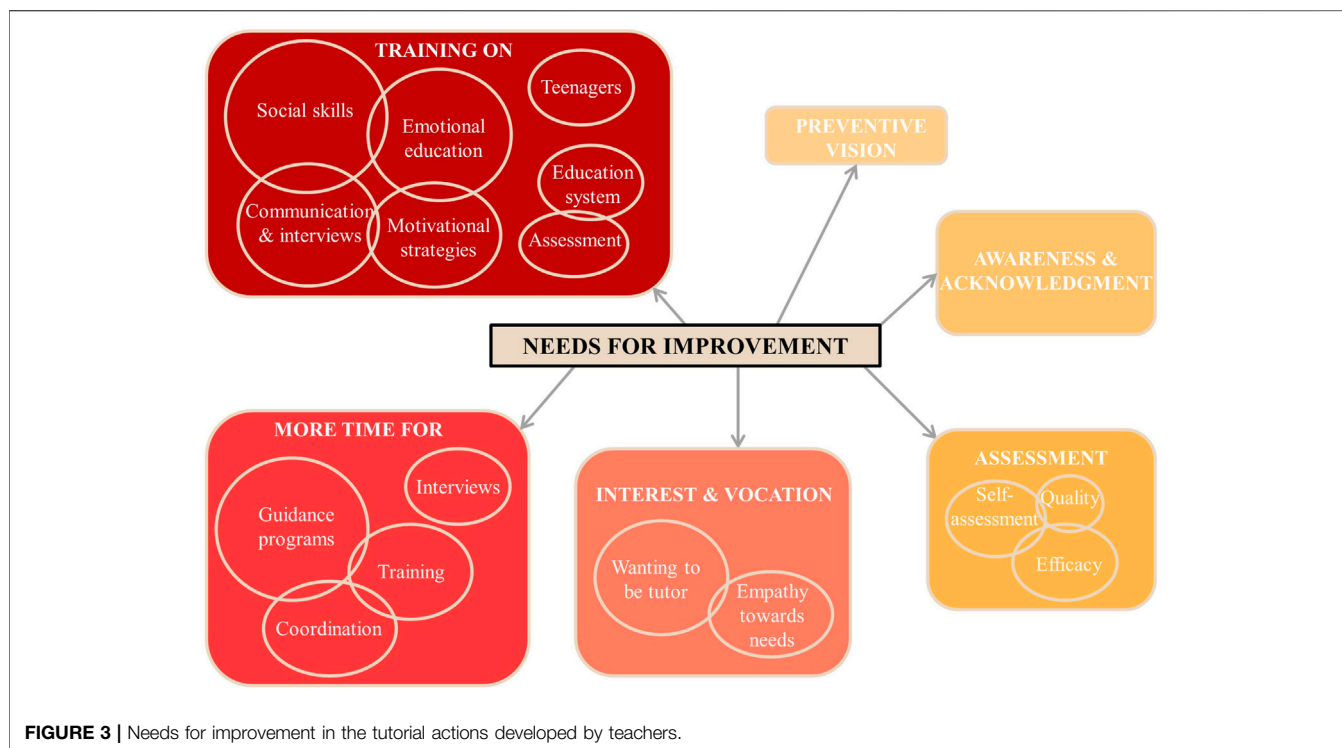 TRAINING ON
Social skills
Emotional
education
Teenagers
Education
system
Communication
& interviews
Motivational
strategies
Assessment
PREVENTIVE
VISION
AWARENESS &
ACKNOWLEDGMENT
NEEDS FOR IMPROVEMENT
MORE TIME FOR
Interviews
Guidance
programs
Training
Coordination
INTEREST & VOCATION
Wanting to
be tutor
Empathy
towards
needs
ASSESSMENT
Self-
assessment
Quality
Efficacy
FIGURE 3 | Needs for improvement in the tutorial actions developed by teachers.